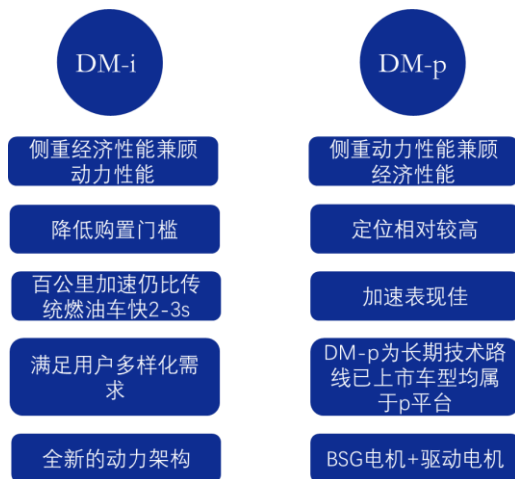 DM-i
侧重经济性能兼顾
动力性能
降低购置门槛
百公里加速仍比传
统燃油车快2-3s
满足用户多样化需
求
全新的动力架构
DM-p
侧重动力性能兼顾
经济性能
定位相对较高
加速表现佳
DM-p为长期技术路
线已上市车型均属
于p平台
BSG电机+驱动电机